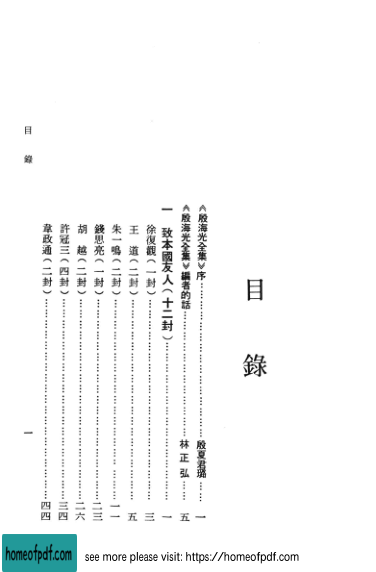 目錄
《殷海光全集》序⋯⋯殷夏君璐⋯⋯一
《殷海光全集》編者的話⋯⋯林正弘⋯⋯五
一 致本國友人(十二封)⋯⋯一
徐復觀(一封)⋯⋯三
王 道(二封)⋯⋯五
朱一鳴(二封)⋯⋯一一
錢思亮(一封)⋯⋯二三
胡 越(二封)⋯⋯二六
許冠三(四封)⋯⋯三四
韋政通(二封)⋯⋯四四
目 錄
一
homeofpdf.com
see more please visit: https://homeofpdf.com